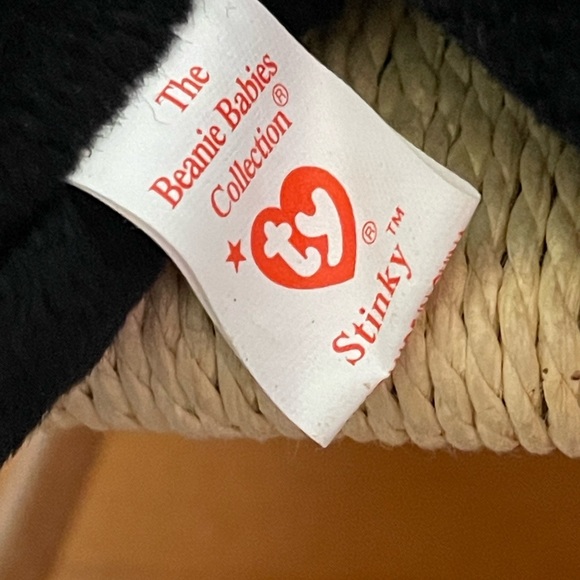 The
Beanie Babies
Collection®
ty®
Stinky™